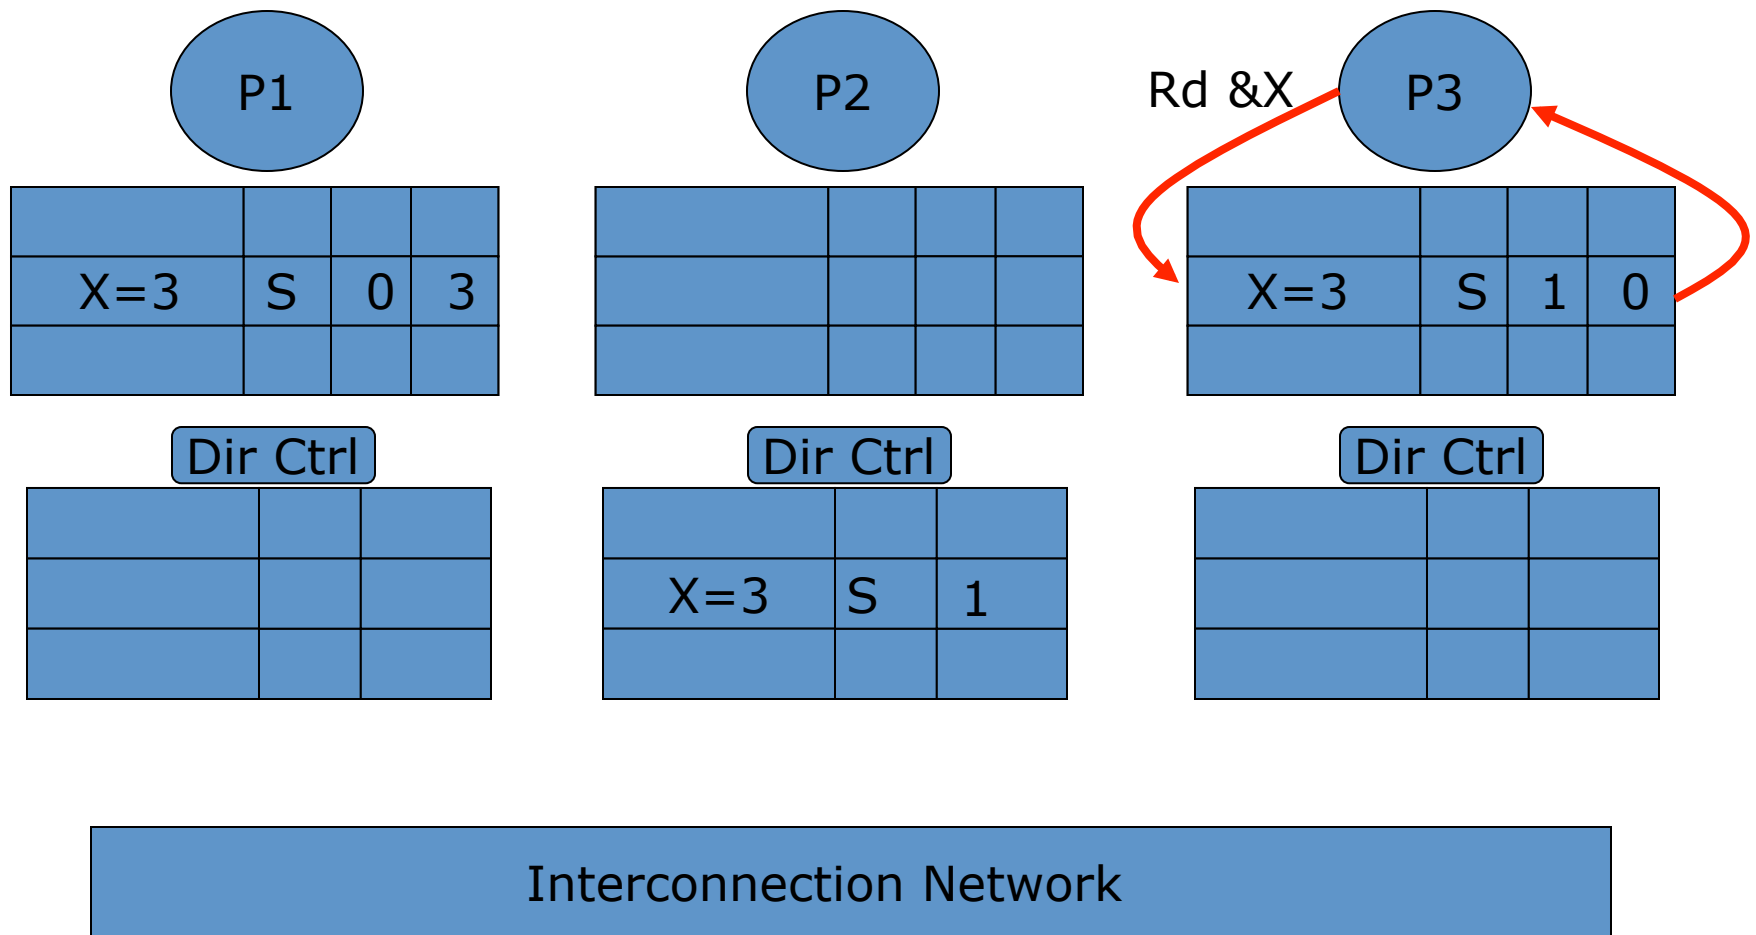 P1 P2 Rd &X P3
X=3 S 0 3 X=3 S 1 0
Dir Ctrl Dir Ctrl Dir Ctrl
X=3 S 1
Interconnection Network